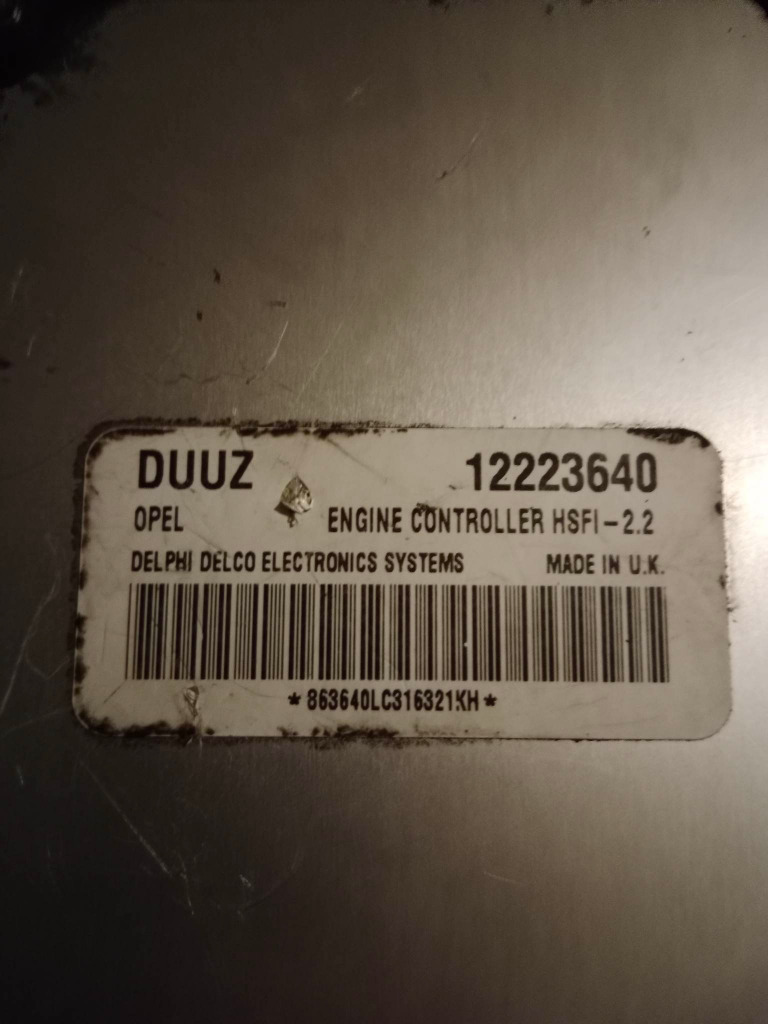 DUUZ 12223640
OPEL ENGINE CONTROLLER HSFI-2.2
DELPHI DELCO ELECTRONICS SYSTEMS MADE IN U.K.
*863640LC316321KH*